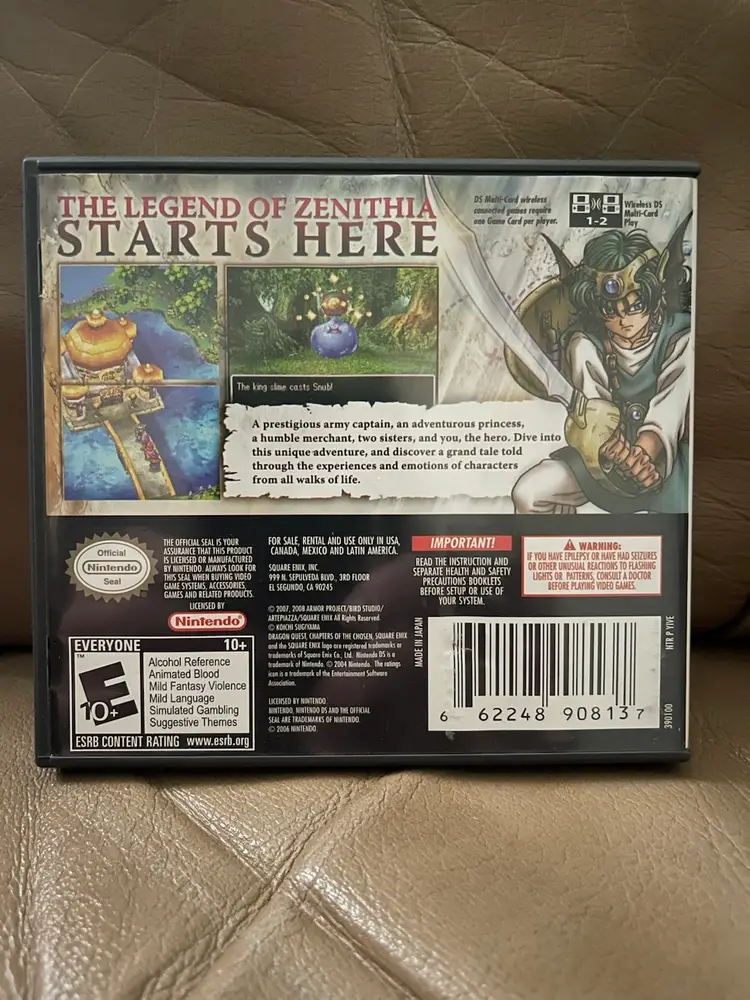 THE LEGEND OF ZENITHIA
STARTS HERE
DS Multi-Card wireless
connected games require
one Game Card per player.
1-2
Wireless DS
Multi-Card
Play
The king slime casts Snub!
A prestigious army captain, an adventurous princess,
a humble merchant, two sisters, and you, the hero. Dive into
this unique adventure, and discover a grand tale told
through the experiences and emotions of characters
from all walks of life.
Official
Nintendo
Seal
THE OFFICIAL SEAL IS YOUR
ASSURANCE THAT THIS PRODUCT
IS LICENSED OR MANUFACTURED
BY NINTENDO. ALWAYS LOOK FOR
THIS SEAL WHEN BUYING VIDEO
GAME SYSTEMS, ACCESSORIES,
GAMES AND RELATED PRODUCTS.
LICENSED BY
Nintendo®
EVERYONE 10+
™
E
10+
Alcohol Reference
Animated Blood
Mild Fantasy Violence
Mild Language
Simulated Gambling
Suggestive Themes
ESRB CONTENT RATING www.esrb.org
FOR SALE, RENTAL AND USE ONLY IN USA,
CANADA, MEXICO AND LATIN AMERICA.
SQUARE ENIX, INC.
999 N. SEPULVEDA BLVD., 3RD FLOOR
EL SEGUNDO, CA 90245
© 2007, 2008 ARMOR PROJECT/BIRD STUDIO/
ARTEPIAZZA/SQUARE ENIX All Rights Reserved.
© KOICHI SUGIYAMA
DRAGON QUEST, CHAPTERS OF THE CHOSEN, SQUARE ENIX
and the SQUARE ENIX logo are registered trademarks or
trademarks of Square Enix Co., Ltd. Nintendo DS is a
trademark of Nintendo. © 2004 Nintendo. The ratings
icon is a trademark of the Entertainment Software
Association.
LICENSED BY NINTENDO.
NINTENDO, NINTENDO DS AND THE OFFICIAL
SEAL ARE TRADEMARKS OF NINTENDO.
© 2006 NINTENDO.
IMPORTANT!
READ THE INSTRUCTION AND
SEPARATE HEALTH AND SAFETY
PRECAUTIONS BOOKLETS
BEFORE SETUP OR USE OF
YOUR SYSTEM.
WARNING:
IF YOU HAVE EPILEPSY OR HAVE HAD SEIZURES
OR OTHER UNUSUAL REACTIONS TO FLASHING
LIGHTS OR PATTERNS, CONSULT A DOCTOR
BEFORE PLAYING VIDEO GAMES.
MADE IN JAPAN
6 62248 90813 7
NTR P YIVE
390100